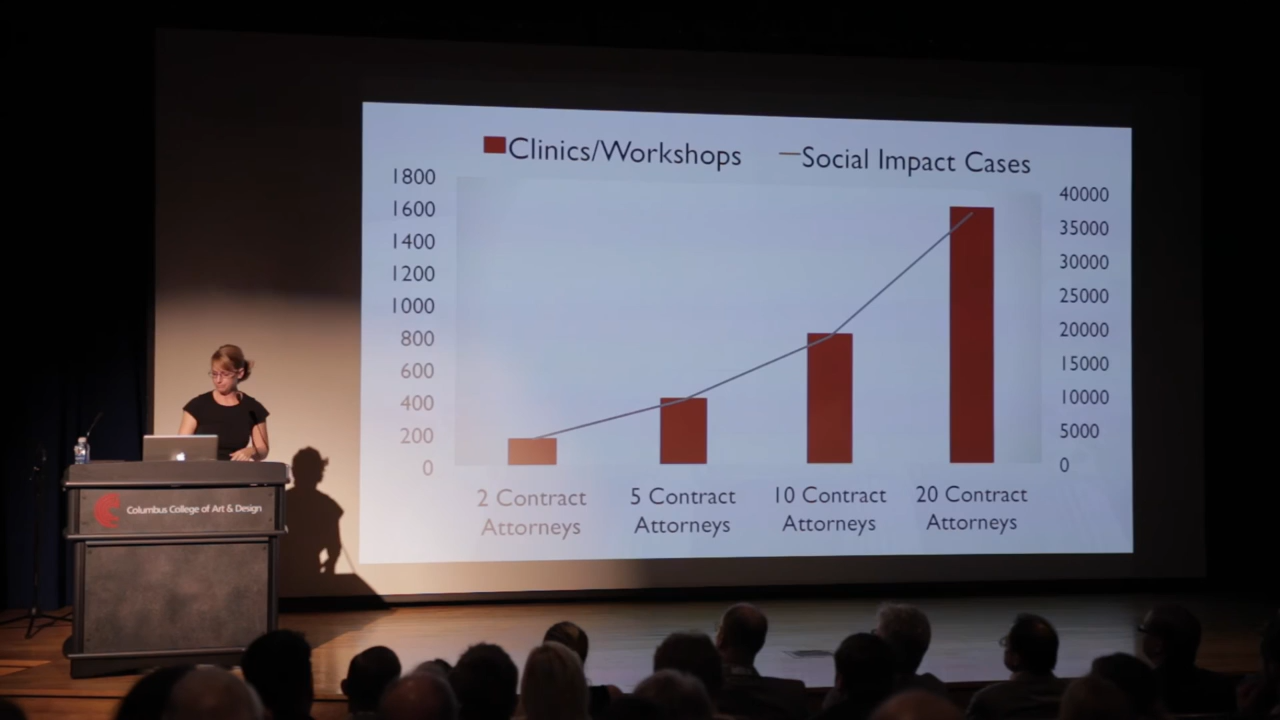 Clinics/Workshops
Social Impact Cases
1800
1600
1400
1200
1000
800
600
400
200
0
40000
35000
30000
25000
20000
15000
10000
5000
0
2 Contract
Attorneys
5 Contract
Attorneys
10 Contract
Attorneys
20 Contract
Attorneys
Columbus College of Art & Design